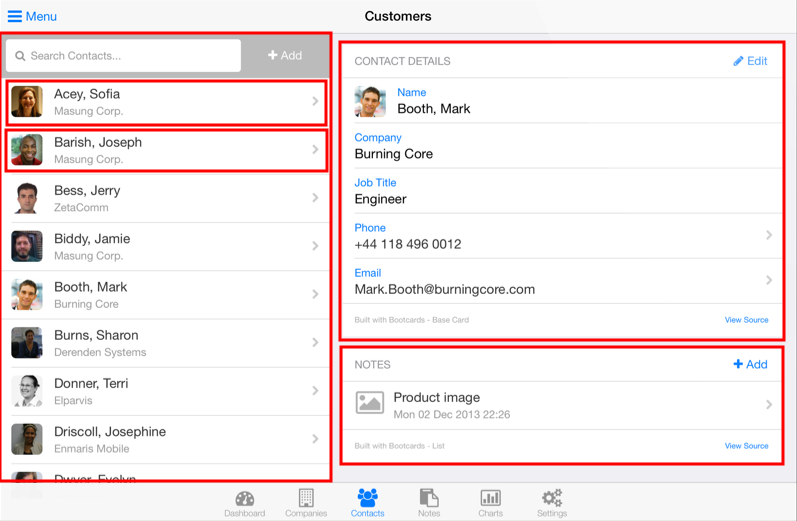 Menu
Customers
Search Contacts...
Add
Acey, Sofia
Masung Corp.
Barish, Joseph
Masung Corp.
Bess, Jerry
ZetaComm
Biddy, Jamie
Masung Corp.
Booth, Mark
Burning Core
Burns, Sharon
Derenden Systems
Donner, Terri
Elparvis
Driscoll, Josephine
Enmaris Mobile
Dwyer, Evelyn
CONTACT DETAILS
Edit
Name
Booth, Mark
Company
Burning Core
Job Title
Engineer
Phone
+44 118 496 0012
Email
Mark.Booth@burningcore.com
Built with Bootcards - Base Card
View Source
NOTES
Add
Product image
Mon 02 Dec 2013 22:26
Built with Bootcards - List
View Source
Dashboard
Companies
Contacts
Notes
Charts
Settings